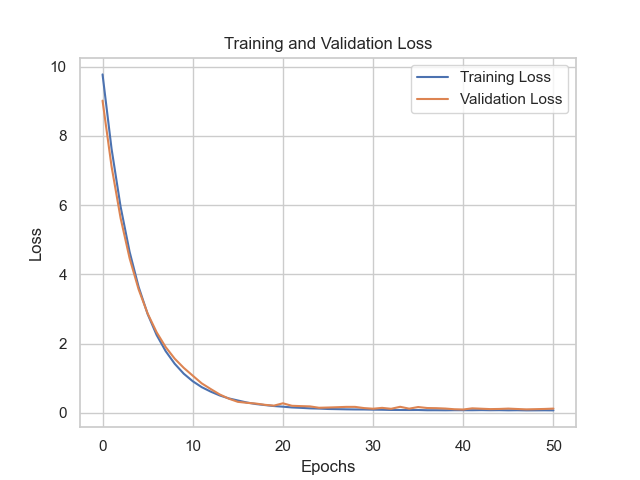 Training and Validation Loss
Training Loss
Validation Loss
10
8
6
4
2
0
Loss
0 10 20 30 40 50
Epochs